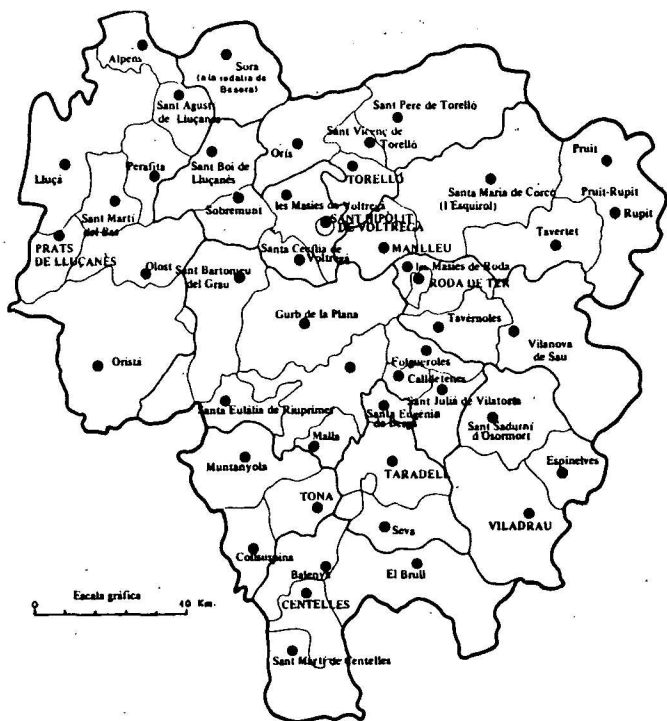 Alpens
Sora
(a la rodalia de
Besora)
Sant Agust
de Lluçanès
Sant Pere de Torelló
Sant Vicenç de
Torelló
Orís
Pruit
Perafita
Sant Boi de
Lluçanès
TORELLÓ
Lluçà
Santa Maria de Corcó
(l'Esquirol)
Pruit-Rupit
Sobremunt
les Masies de Voltregà
Rupit
Sant Martí
del Bas
SANT HIPÒLIT
DE VOLTREGÀ
Tavertet
PRATS
DE LLUÇANÈS
Santa Cecília de
Voltregà
MANLLEU
Olost
Sant Bartomeu
del Grau
les Masies de Roda
RODA DE TER
Gurb de la Plana
Tavèrnoles
Vilanova
de Sau
Oristà
Folgueroles
Calldetenes
Sant Julià de Vilatorta
Santa Eulàlia de Riuprimer
Santa Eugènia
de Berga
Sant Sadurní
d'Osormort
Malla
Muntanyola
TARADELL
Espinelves
TONA
VILADRAU
Seva
Collsuspina
Balenyà
El Brull
Escala gráfica
0
40 Km.
CENTELLES
Sant Martí de Centelles